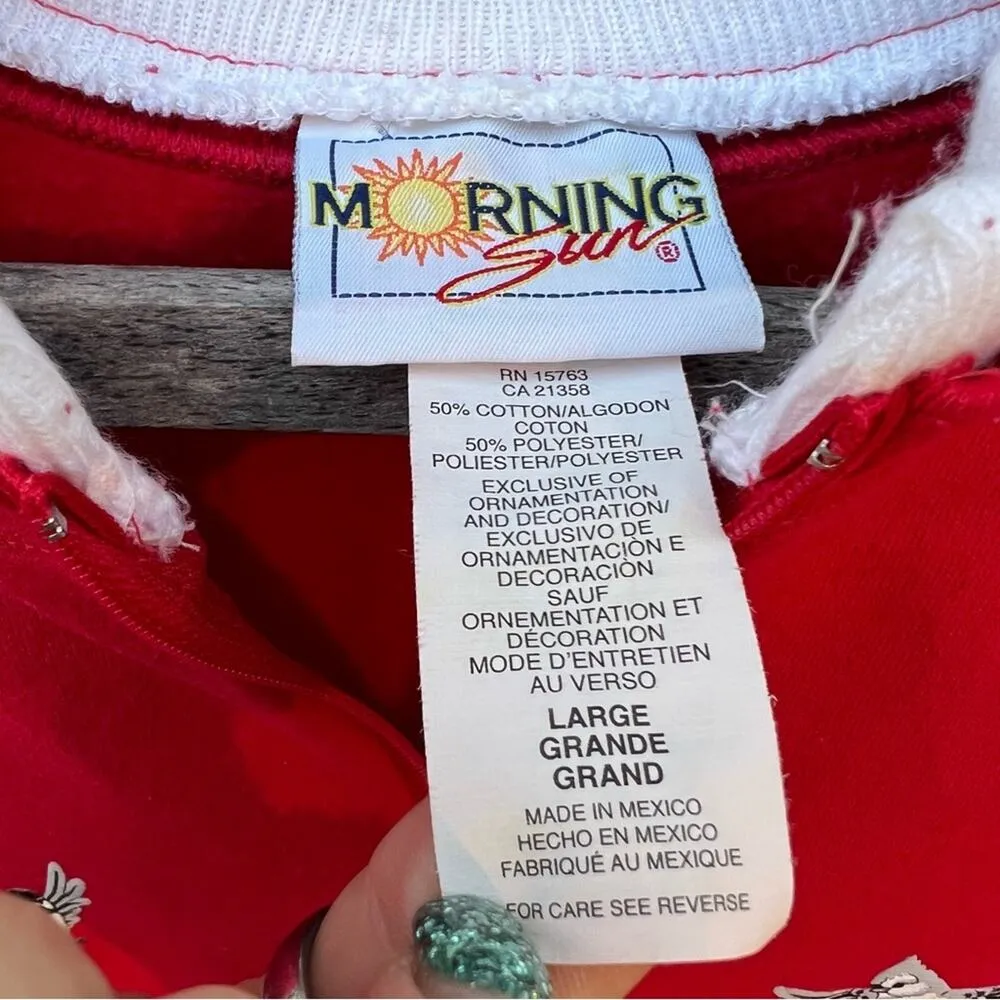 MORNING
Sun®
RN 15763
CA 21358
50% COTTON/ALGODON
COTON
50% POLYESTER/
POLIESTER/POLYESTER
EXCLUSIVE OF
ORNAMENTATION
AND DECORATION/
EXCLUSIVO DE
ORNAMENTACIÒN E
DECORACIÒN
SAUF
ORNEMENTATION ET
DÉCORATION
MODE D'ENTRETIEN
AU VERSO
LARGE
GRANDE
GRAND
MADE IN MEXICO
HECHO EN MEXICO
FABRIQUÉ AU MEXIQUE
FOR CARE SEE REVERSE